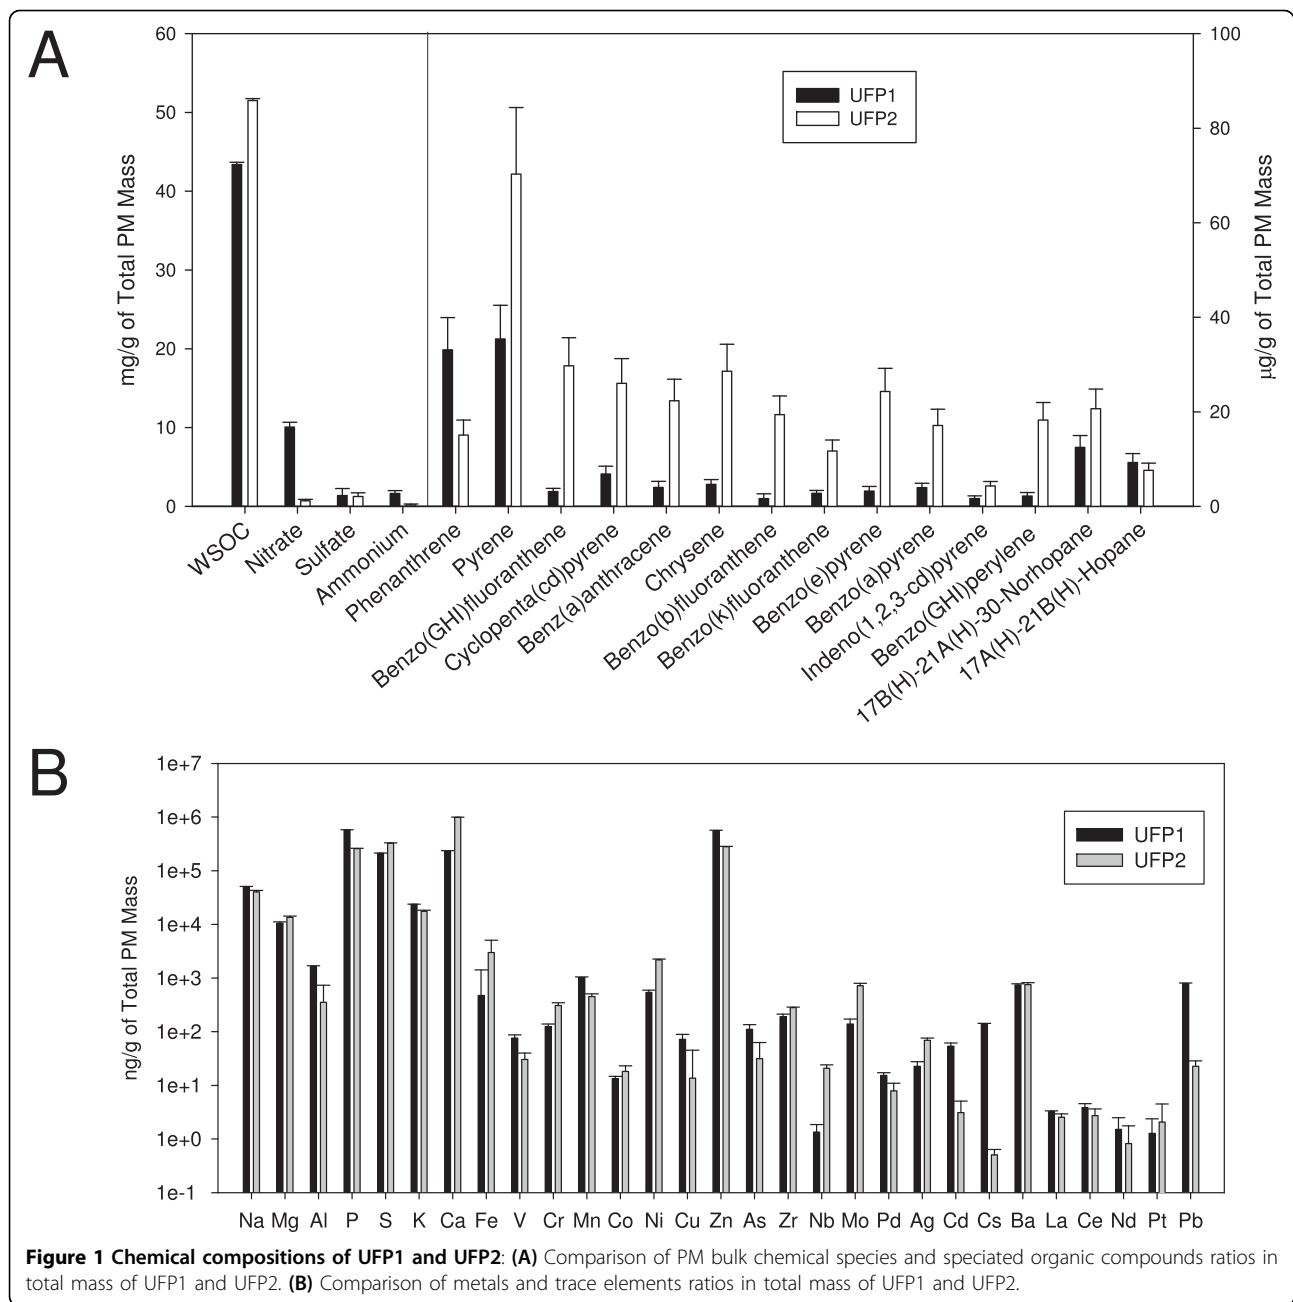 A
60
50
40
30
20
10
0
mg/g of Total PM Mass
100
80
60
40
20
0
µg/g of Total PM Mass
UFP1
UFP2
WSOC
Nitrate
Sulfate
Ammonium
Phenanthrene
Pyrene
Benzo(GHI)fluoranthene
Cyclopenta(cd)pyrene
Benz(a)anthracene
Chrysene
Benzo(b)fluoranthene
Benzo(k)fluoranthene
Benzo(e)pyrene
Benzo(a)pyrene
Indeno(1,2,3-cd)pyrene
Benzo(GHI)perylene
17B(H)-21A(H)-30-Norhopane
17A(H)-21B(H)-Hopane
B
1e+7
1e+6
1e+5
1e+4
1e+3
1e+2
1e+1
1e+0
1e-1
ng/g of Total PM Mass
UFP1
UFP2
Na Mg Al P S K Ca Fe V Cr Mn Co Ni Cu Zn As Zr Nb Mo Pd Ag Cd Cs Ba La Ce Nd Pt Pb
Figure 1 Chemical compositions of UFP1 and UFP2: (A) Comparison of PM bulk chemical species and speciated organic compounds ratios in
total mass of UFP1 and UFP2. (B) Comparison of metals and trace elements ratios in total mass of UFP1 and UFP2.